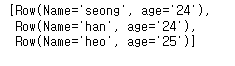 [Row(Name='seong', age='24'),
Row(Name='han', age='24'),
Row(Name='heo', age='25')]